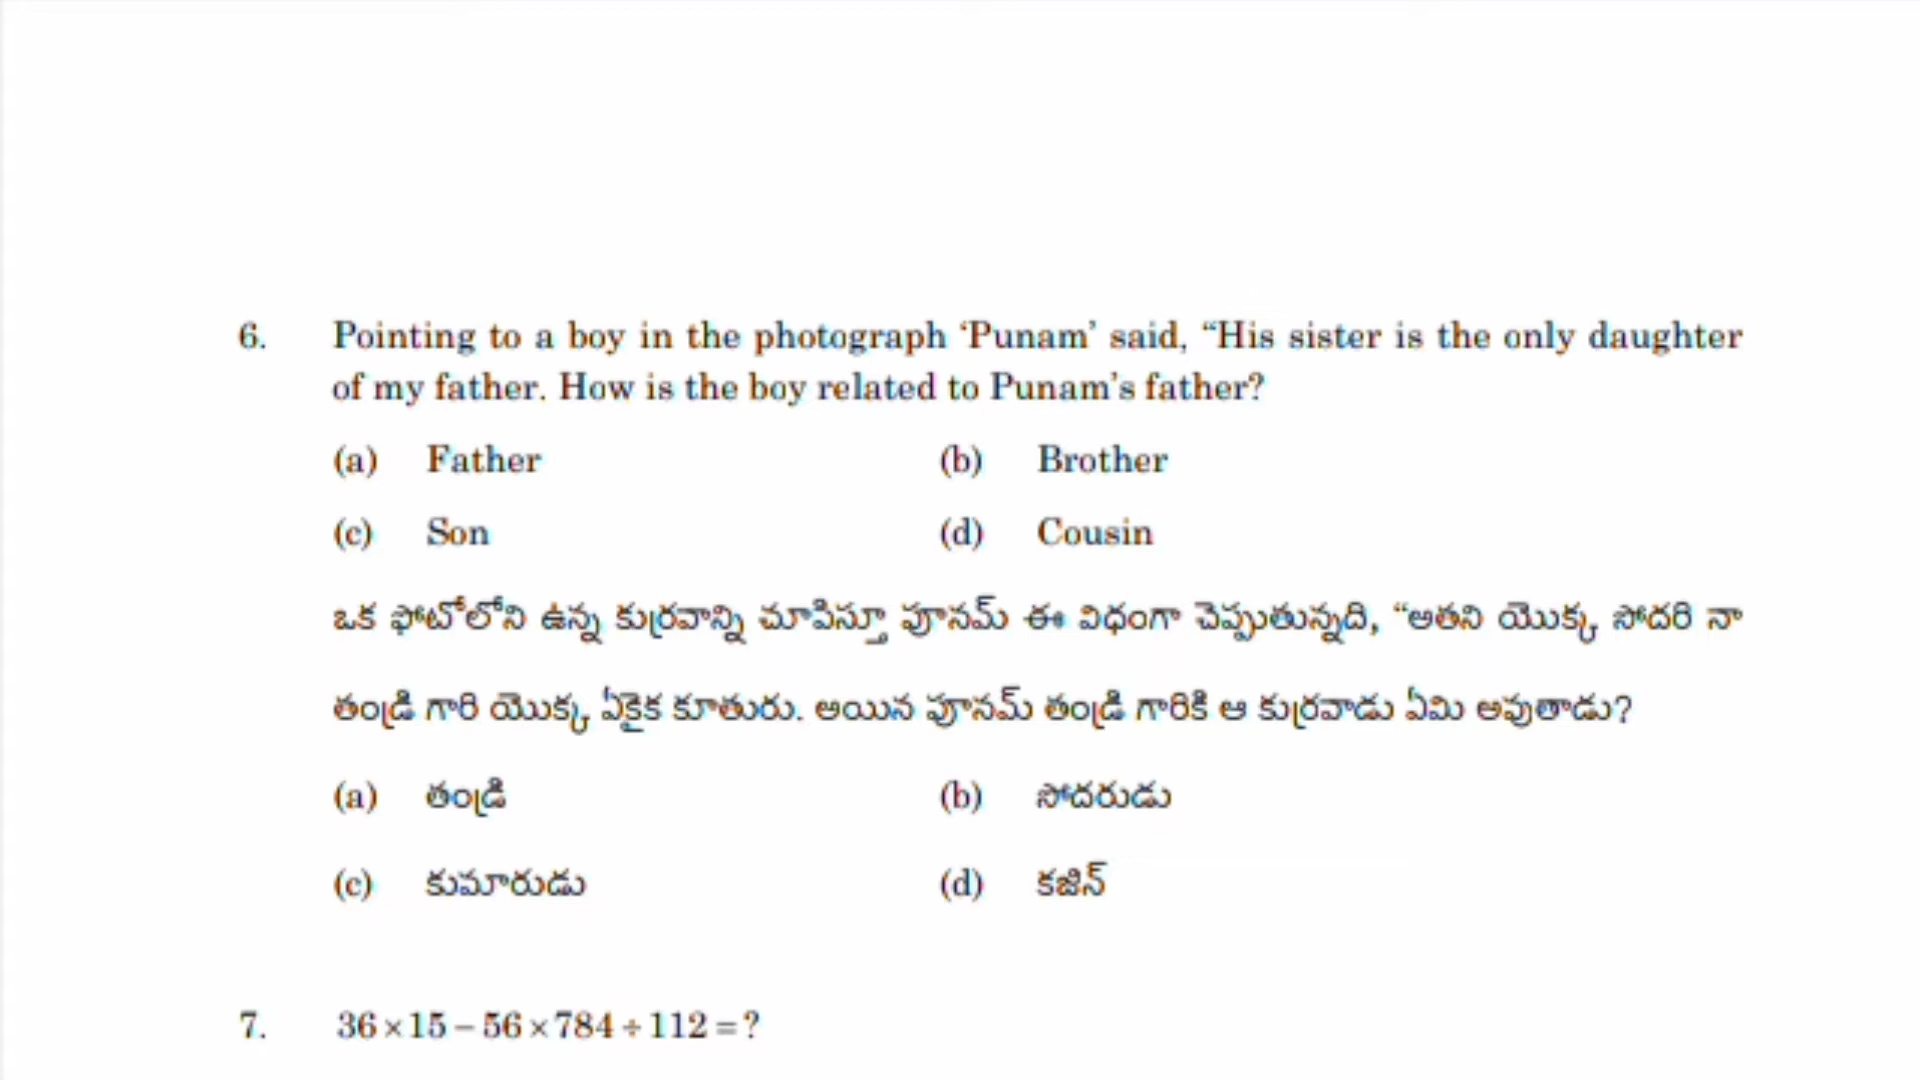 6. Pointing to a boy in the photograph ‘Punam’ said, “His sister is the only daughter
of my father. How is the boy related to Punam’s father?
(a) Father (b) Brother
(c) Son (d) Cousin
ఒక ఫోటోలోని ఉన్న కుర్రవాన్ని చూపిస్తూ పూనమ్ ఈ విధంగా చెప్పుతున్నది, “అతని యొక్క సోదరి నా
తండ్రి గారి యొక్క ఏకైక కూతురు. అయిన పూనమ్ తండ్రి గారికి ఆ కుర్రవాడు ఏమి అవుతాడు?
(a) తండ్రి (b) సోదరుడు
(c) కుమారుడు (d) కజిన్
7. 36×15–56×784÷112=?